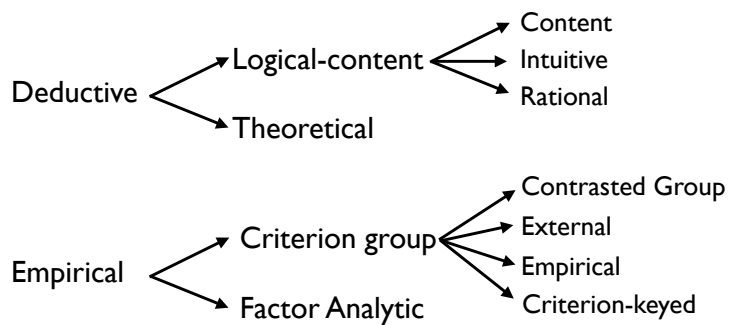 Deductive
Logical-content
Theoretical
Content
Intuitive
Rational
Empirical
Criterion group
Factor Analytic
Contrasted Group
External
Empirical
Criterion-keyed